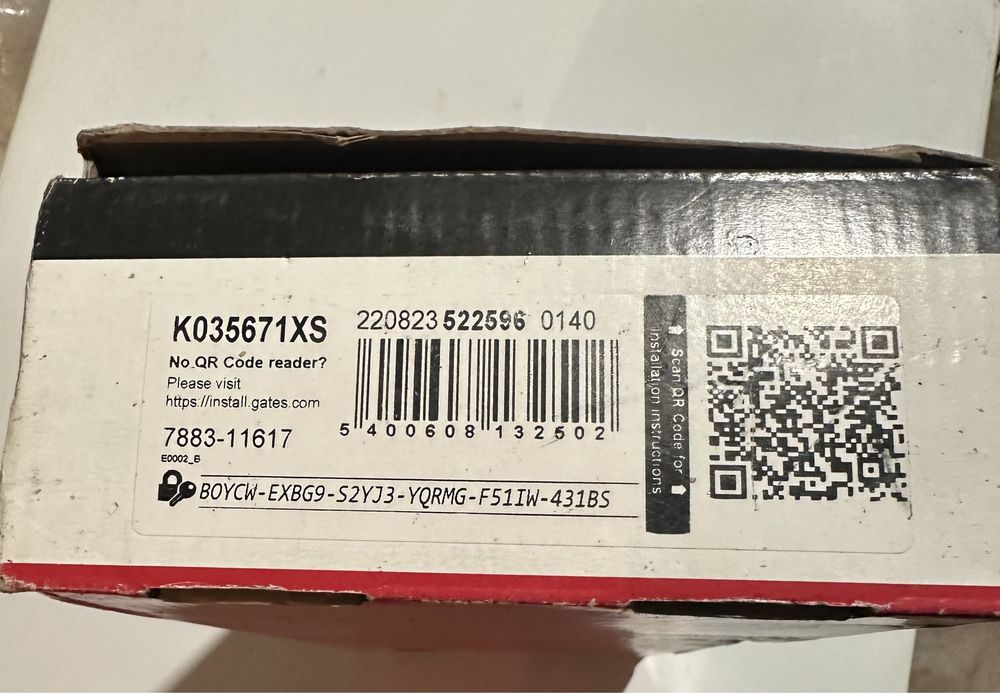 K035671XS
No QR Code reader?
Please visit
https://install.gates.com
7883-11617
E0002_B
220823 522596 0140
5 400608 132502
BOYCW-EXBG9-S2YJ3-YQRMG-F51IW-431BS
Scan QR Code for
installation instructions